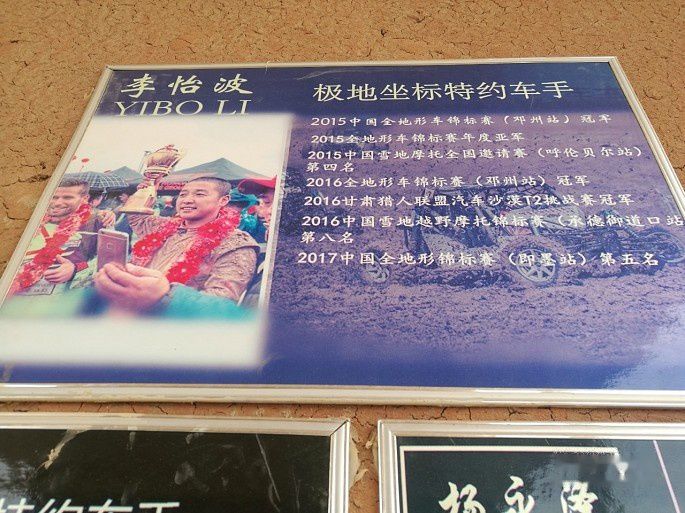 李怡波
YIBO LI
极地坐标特约车手
2015中国全地形车锦标赛（邓州站）冠军
2015全地形车锦标赛年度亚军
2015中国雪地摩托全国邀请赛（呼伦贝尔站）
第四名
2016全地形车锦标赛（邓州站）冠军
2016甘肃猎人联盟汽车沙漠T2挑战赛冠军
2016中国雪地越野摩托锦标赛（承德御道口站
第八名
2017中国全地形锦标赛（即墨站）第五名
特约车手
杨永泽